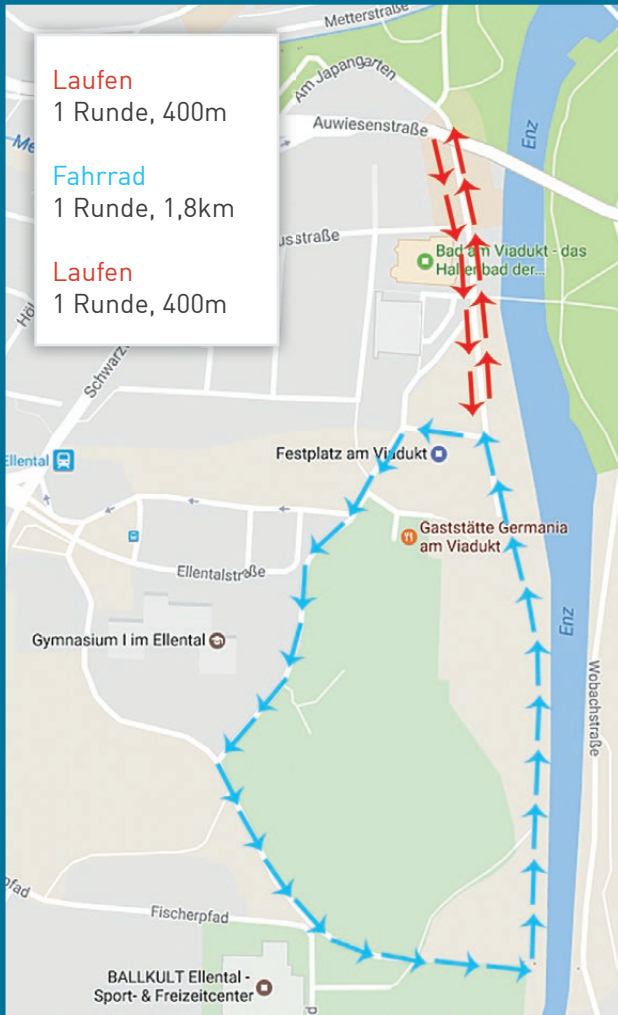 Metterstraße
Am Japangarten
Auwiesenstraße
Laufen
1 Runde, 400m
Fahrrad
1 Runde, 1,8km
Laufen
1 Runde, 400m
Enz
Bad am Viadukt - das
Hallenbad der...
Ellental
Festplatz am Viadukt
Gaststätte Germania
am Viadukt
Ellentalstraße
Enz
Gymnasium I im Ellental
Wobachstraße
Fischerpfad
BALLKULT Ellental -
Sport- & Freizeitcenter